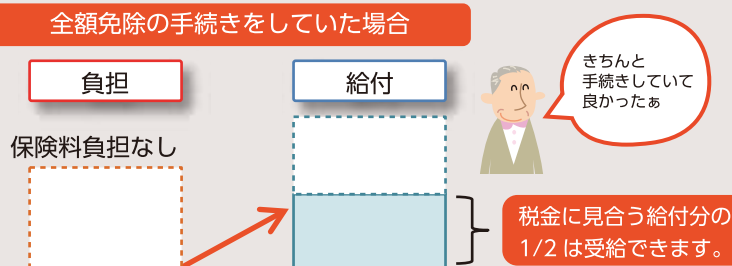 全額免除の手続きをしていた場合
負担
給付
きちんと
手続きしていて
良かったぁ
保険料負担なし
税金に見合う給付分の
1/2 は受給できます。